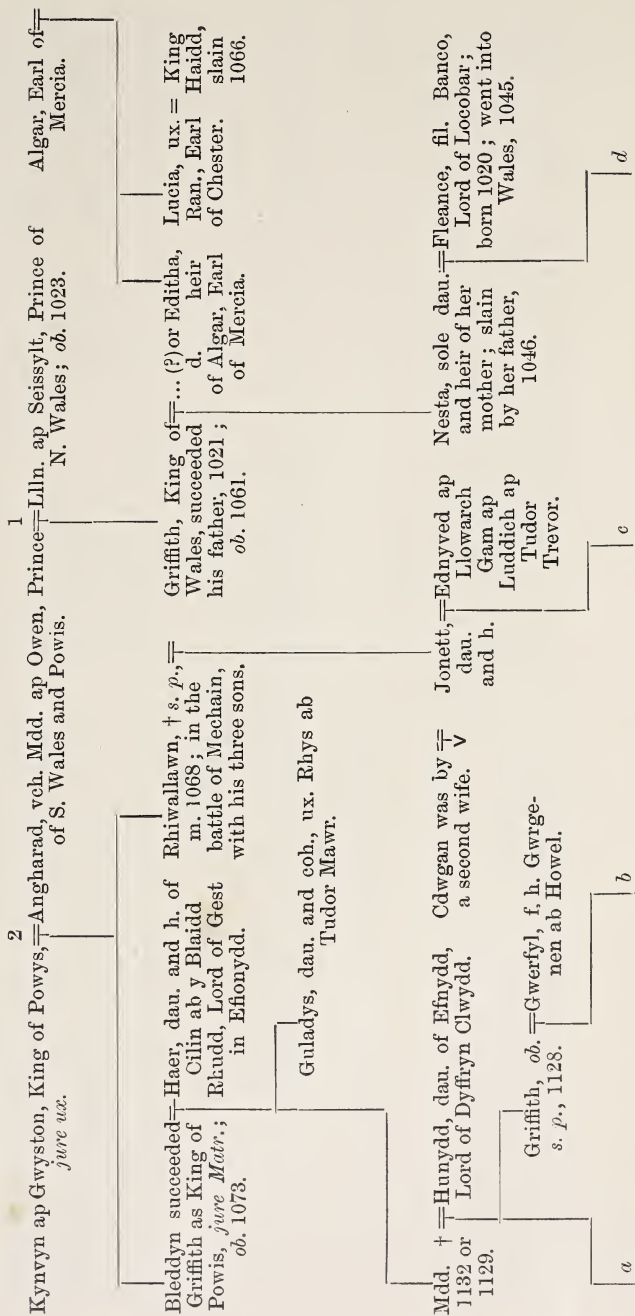 Kynvyn ap Gwyston, King of Powys,
jure ux.
2
Angharad, vch. Mdd. ap Owen, Prince
of S. Wales and Powis.
1
Llln. ap Seissylt, Prince of
N. Wales; ob. 1023.
Algar, Earl of
Mercia.
Bleddyn succeeded
Griffith as King of
Powis, jure Matr.;
ob. 1073.
Haer, dau. and h. of
Cilin ab y Blaidd
Rhudd, Lord of Gest
in Efionydd.
Rhiwallawn, † s. p.,
m. 1068; in the
battle of Mechain,
with his three sons.
Griffith, King of
Wales, succeeded
his father, 1021;
ob. 1061.
... (?) or Editha,
d. heir
of Algar, Earl
of Mercia.
Lucia, ux. =
Ran., Earl
of Chester.
King
Haidd,
slain
1066.
Guladys, dau. and coh., ux. Rhys ab
Tudor Mawr.
Mdd. †
1132 or
1129.
Hunydd, dau. of Efnydd,
Lord of Dyffryn Clwydd.
Cdwgan was by
a second wife.
Jonett,
dau.
and h.
Ednyved ap
Llowarch
Gam ap
Luddich ap
Tudor
Trevor.
Nesta, sole dau.
and heir of her
mother; slain
by her father,
1046.
Fleance, fil. Banco,
Lord of Locobar;
born 1020; went into
Wales, 1045.
Griffith, ob.
s. p., 1128.
Gwerfyl, f. h. Gwrge-
nen ab Howel.
a
b
c
d